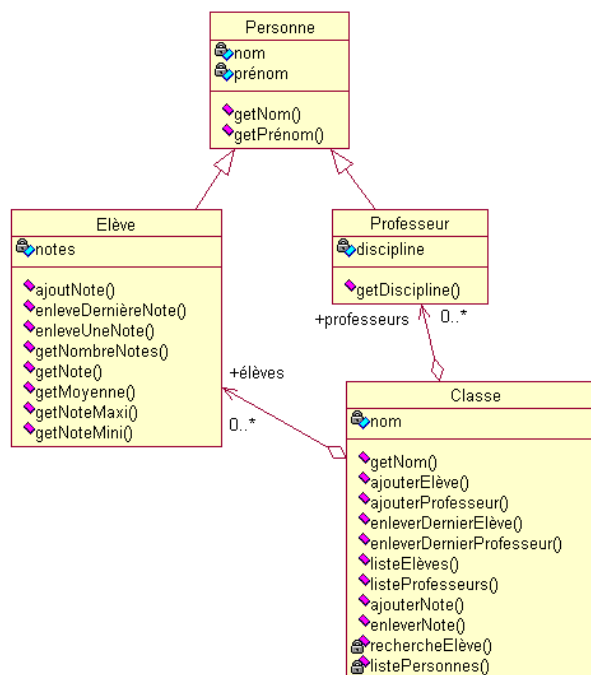 Personne
nom
prénom
getNom()
getPrénom()
Elève
notes
ajoutNote()
enleveDernièreNote()
enleveUneNote()
getNombreNotes()
getNote()
getMoyenne()
getNoteMaxi()
getNoteMini()
Professeur
discipline
getDiscipline()
+professeurs 0..*
+élèves
0..*
Classe
nom
getNom()
ajouterElève()
ajouterProfesseur()
enleverDernierElève()
enleverDernierProfesseur()
listeElèves()
listeProfesseurs()
ajouterNote()
enleverNote()
rechercheElève()
listePersonnes()